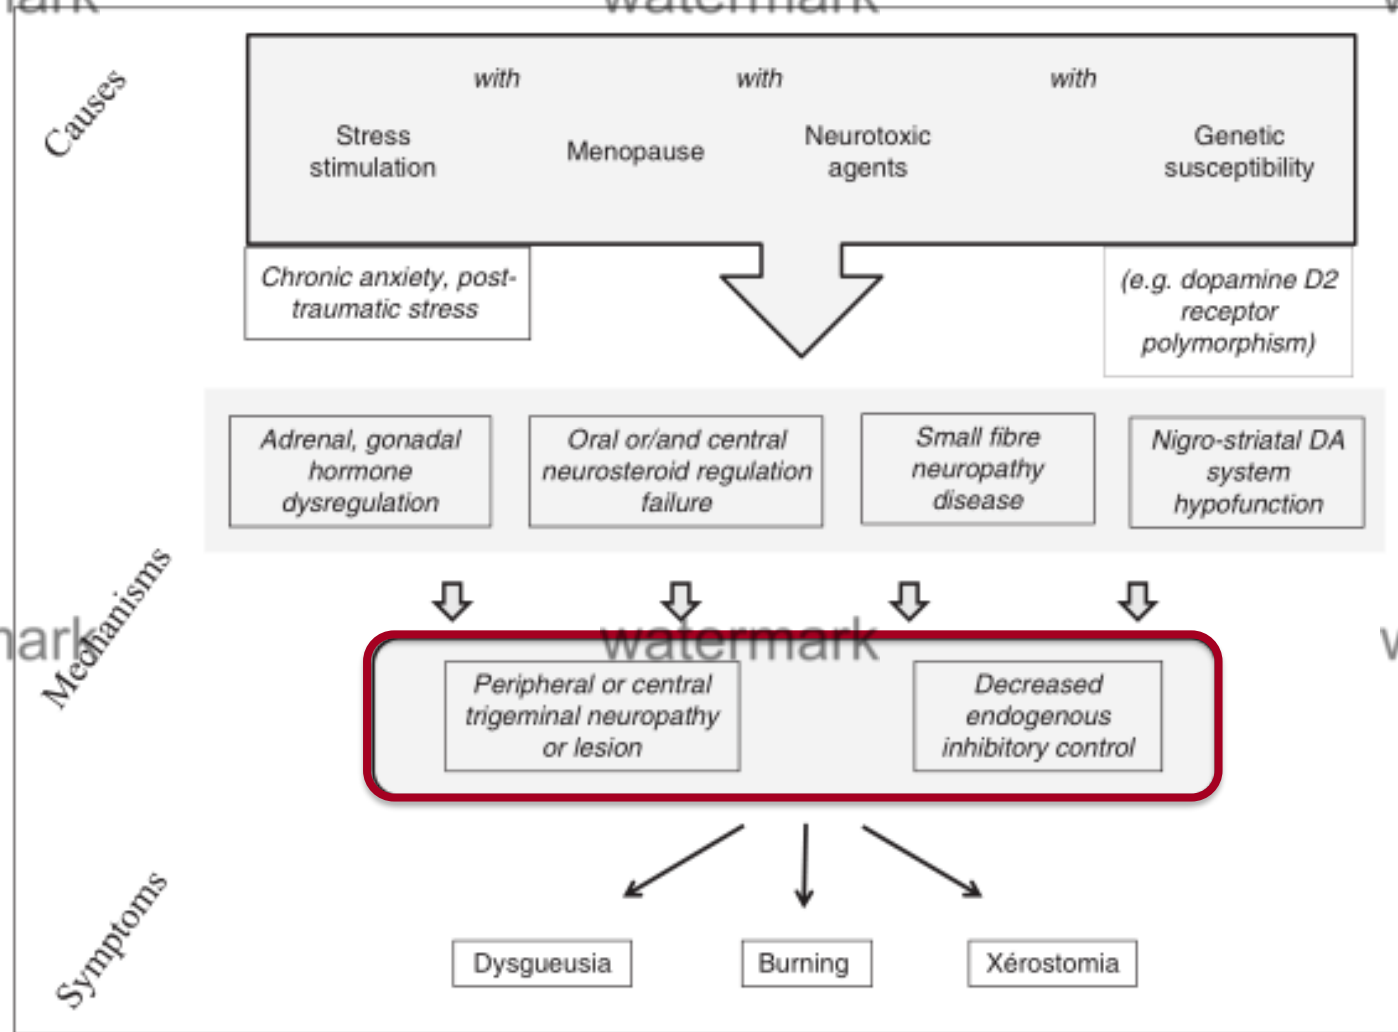 watermark
Causes
with with with
Stress
stimulation
Menopause
Neurotoxic
agents
Genetic
susceptibility
Chronic anxiety, post-
traumatic stress
(e.g. dopamine D2
receptor
polymorphism)
Adrenal, gonadal
hormone
dysregulation
Oral or/and central
neurosteroid regulation
failure
Small fibre
neuropathy
disease
Nigro-striatal DA
system
hypofunction
Mechanisms
watermark
Peripheral or central
trigeminal neuropathy
or lesion
Decreased
endogenous
inhibitory control
Symptoms
Dysgueusia
Burning
Xérostomia